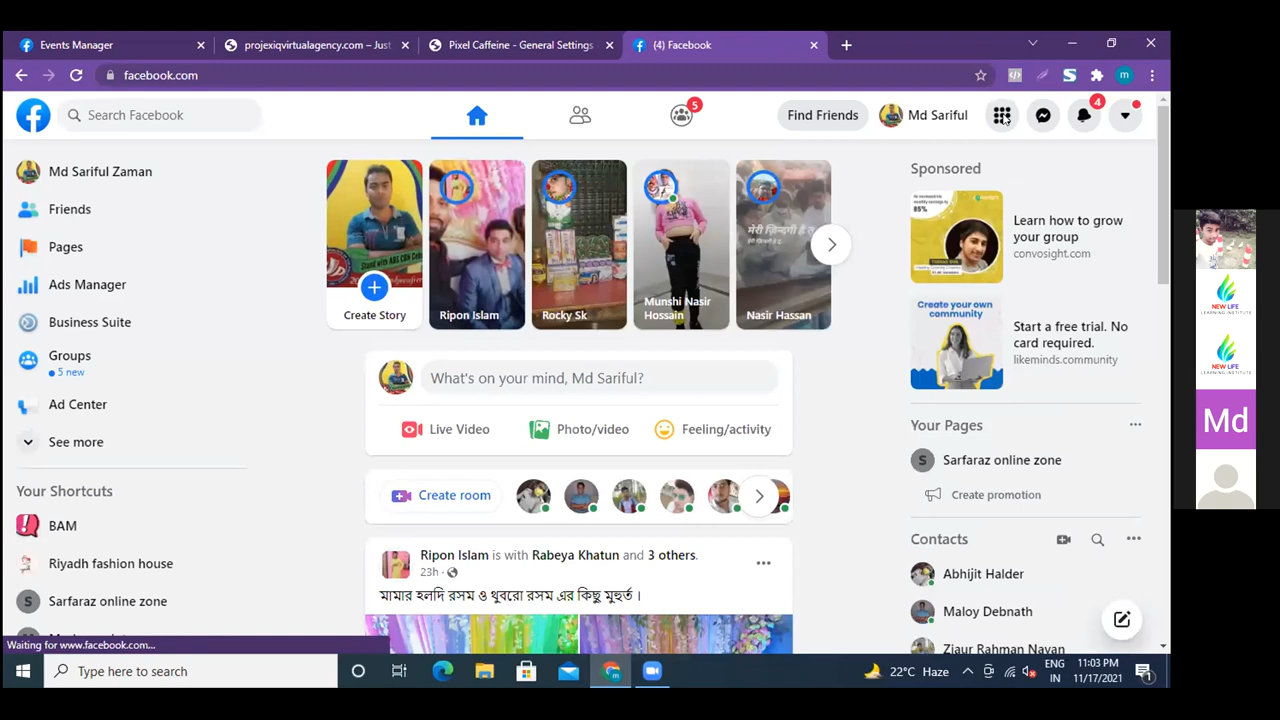 Events Manager
projexiqvirtualagency.com – Just
Pixel Caffeine - General Settings
(4) Facebook
facebook.com
Search Facebook
5
Find Friends
Md Sariful
4
Md Sariful Zaman
Friends
Pages
Ads Manager
Business Suite
Groups
5 new
Ad Center
See more
Your Shortcuts
BAM
Riyadh fashion house
Sarfaraz online zone
Waiting for www.facebook.com...
Create Story
Ripon Islam
Rocky Sk
Munshi Nasir
Hossain
Nasir Hassan
What's on your mind, Md Sariful?
Live Video
Photo/video
Feeling/activity
Create room
Ripon Islam is with Rabeya Khatun and 3 others.
23h
মামার হলদি রসম ও থুবরো রসম এর কিছু মুহূর্ত ।
Sponsored
85%
Learn how to grow
your group
convosight.com
Create your own
community
Start a free trial. No
card required.
likeminds.community
Your Pages
S
Sarfaraz online zone
Create promotion
Contacts
Abhijit Halder
Maloy Debnath
Ziaur Rahman Nayan
NEW LIFE
LEARNING INSTITUTE
NEW LIFE
LEARNING INSTITUTE
Md
Type here to search
22°C Haze
ENG
IN
11:03 PM
11/17/2021